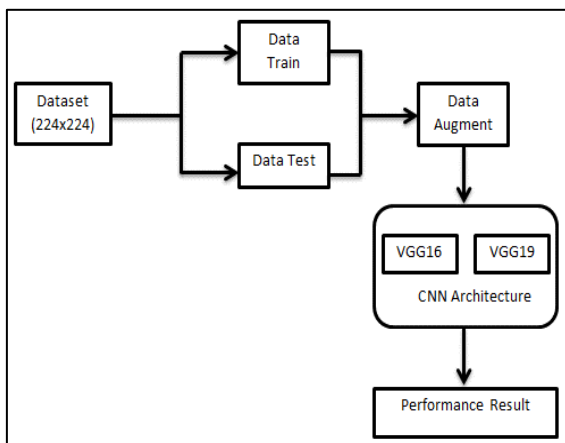 Dataset
(224x224)
Data
Train
Data Test
Data
Augment
VGG16
VGG19
CNN Architecture
Performance Result